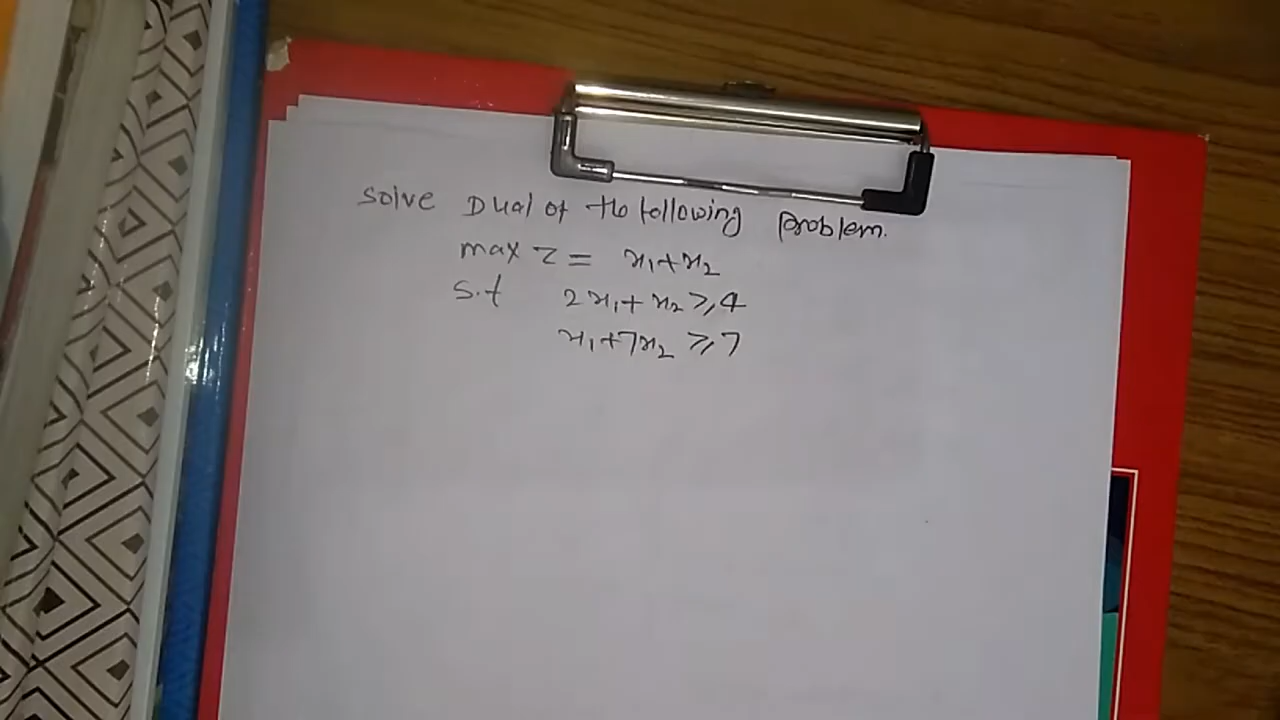 Solve Dual of the following problem.
max z = x₁+x₂
S.t 2x₁+x₂ ≥ 4
x₁+7x₂ ≥ 7